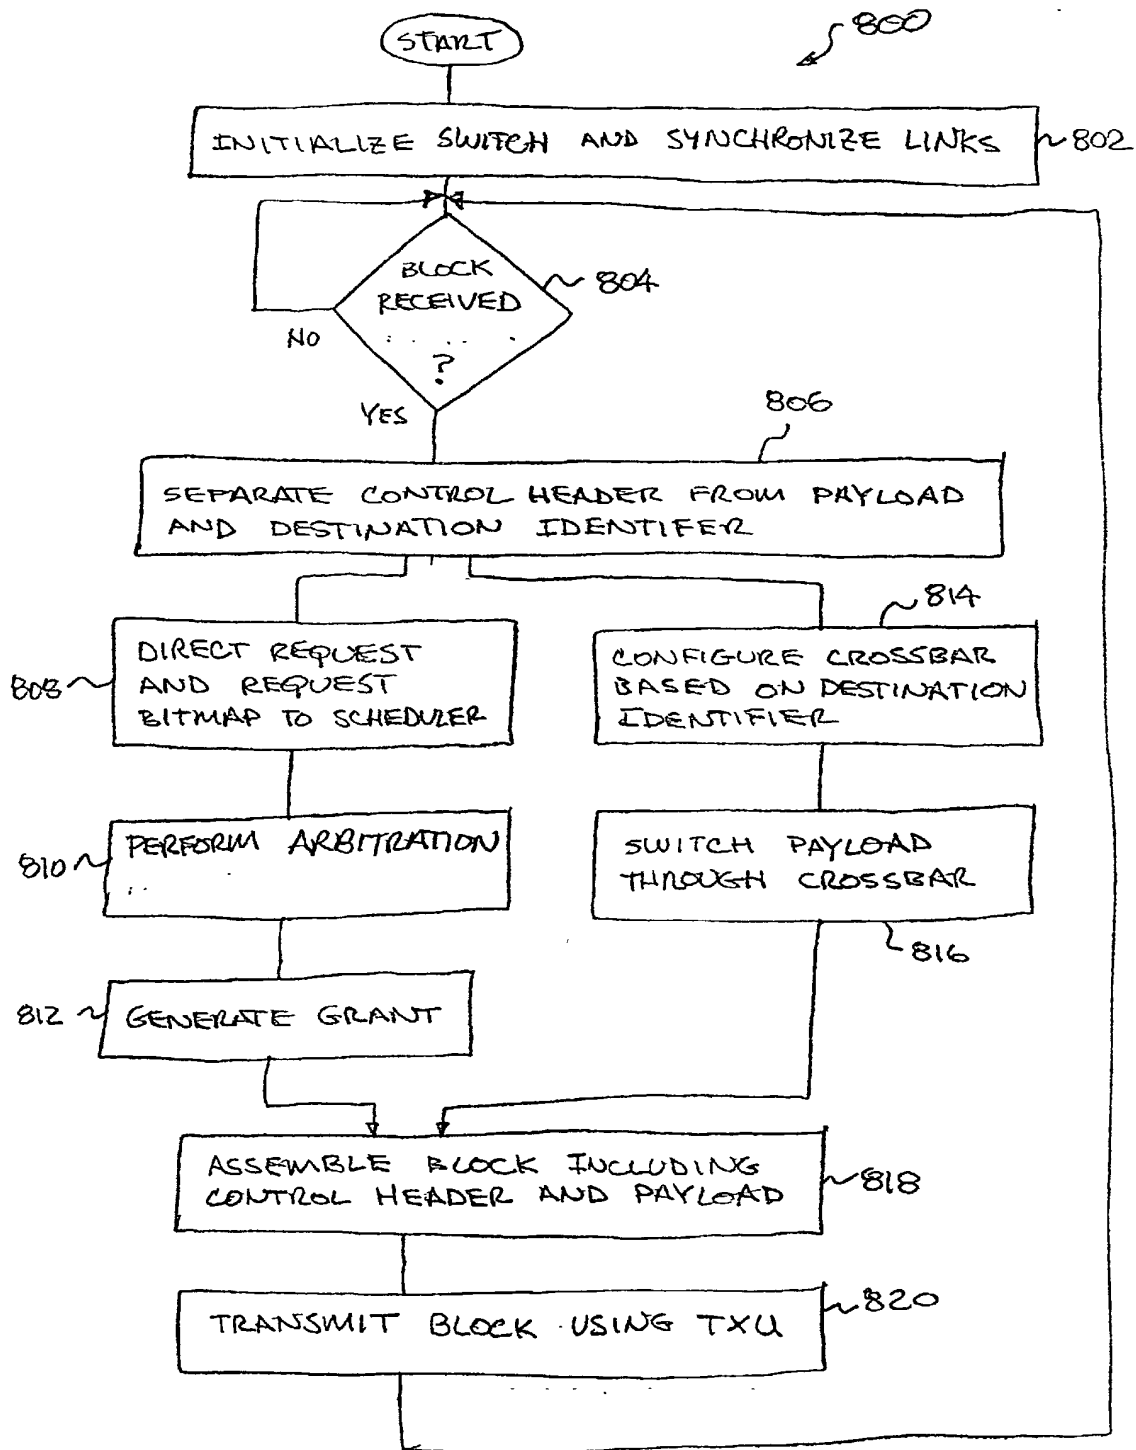 START
800
INITIALIZE SWITCH AND SYNCHRONIZE LINKS
802
BLOCK
RECEIVED
?
804
NO
YES
806
SEPARATE CONTROL HEADER FROM PAYLOAD
AND DESTINATION IDENTIFER
808
DIRECT REQUEST
AND REQUEST
BITMAP TO SCHEDULER
814
CONFIGURE CROSSBAR
BASED ON DESTINATION
IDENTIFIER
810
PERFORM ARBITRATION
SWITCH PAYLOAD
THROUGH CROSSBAR
816
812
GENERATE GRANT
ASSEMBLE BLOCK INCLUDING
CONTROL HEADER AND PAYLOAD
818
TRANSMIT BLOCK USING TXU
820